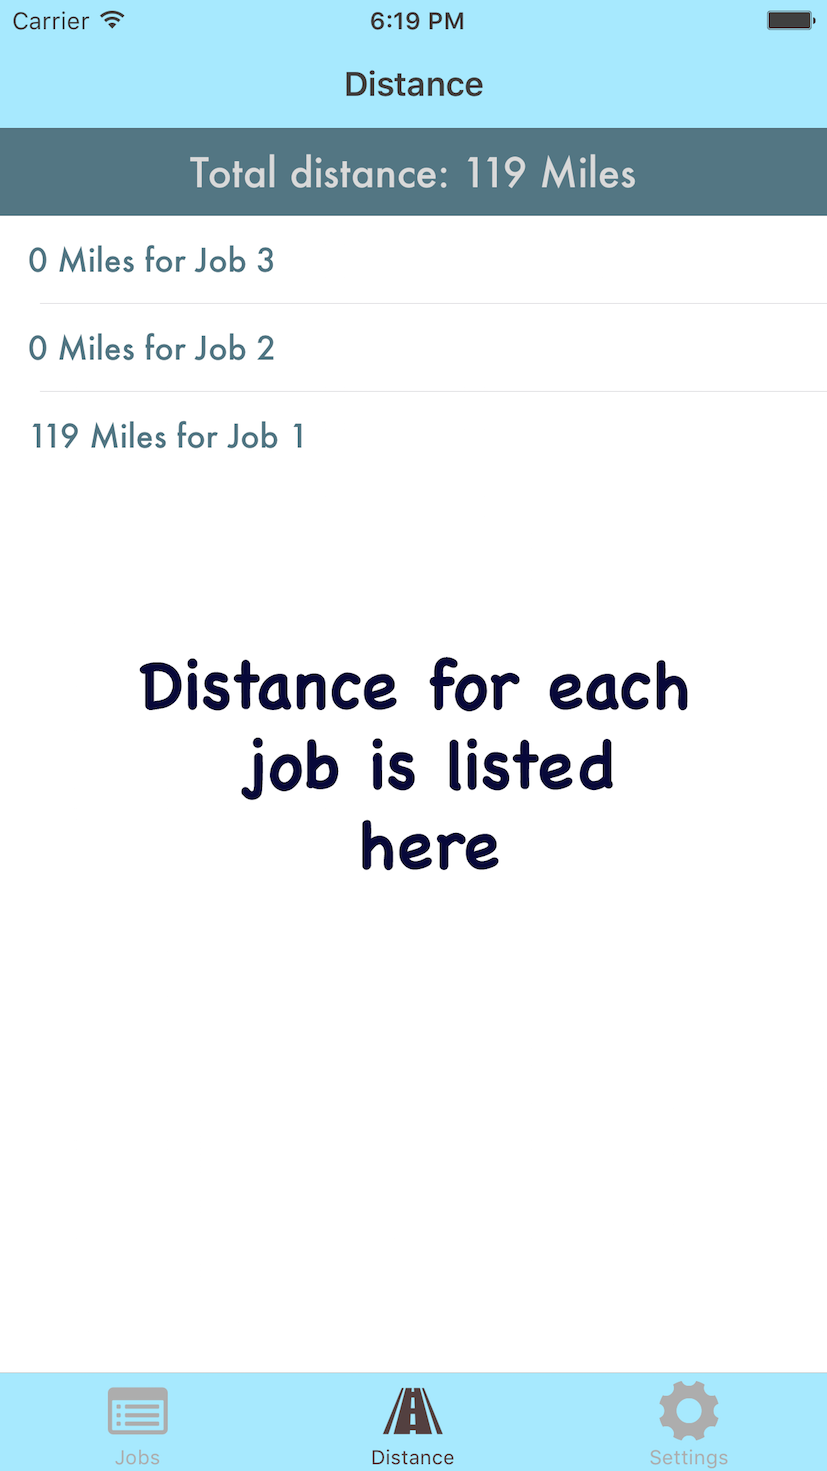 Carrier 6:19 PM
Distance
Total distance: 119 Miles
0 Miles for Job 3
0 Miles for Job 2
119 Miles for Job 1
Distance for each
job is listed
here
Jobs Distance Settings